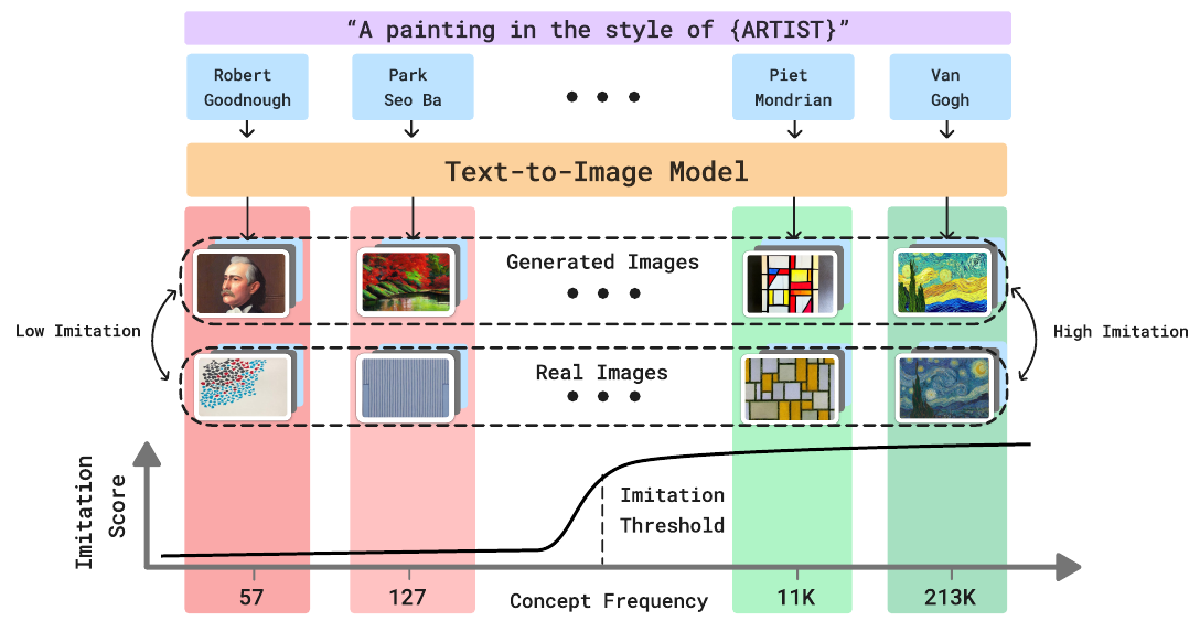 “A painting in the style of {ARTIST}”
Robert
Goodnough
Park
Seo Ba
Piet
Mondrian
Van
Gogh
Text-to-Image Model
Generated Images
Low Imitation
High Imitation
Real Images
Imitation
Score
Imitation
Threshold
57
127
Concept Frequency
11K
213K